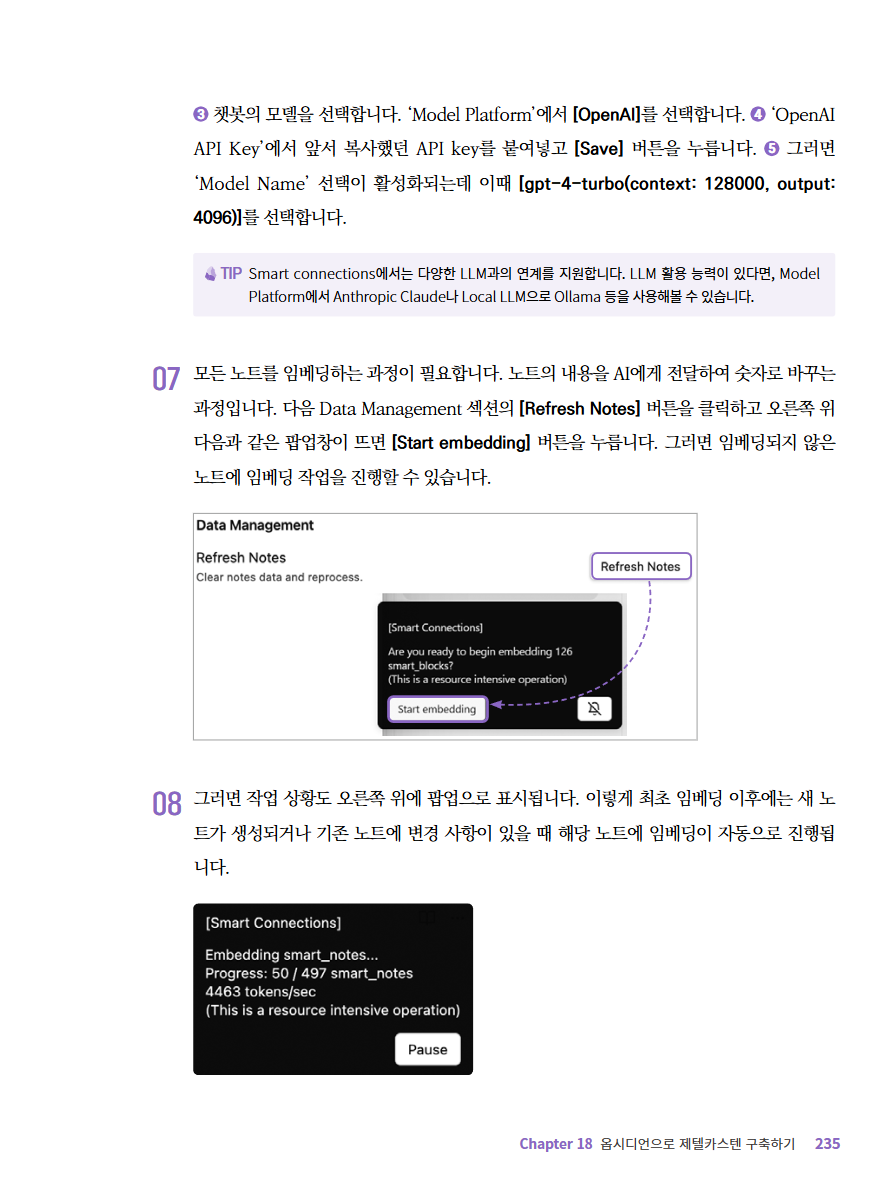 ❸ 챗봇의 모델을 선택합니다. ‘Model Platform’에서 [OpenAI]를 선택합니다. ❹ ‘OpenAI
API Key’에서 앞서 복사했던 API key를 붙여넣고 [Save] 버튼을 누릅니다. ❺ 그러면
‘Model Name’ 선택이 활성화되는데 이때 [gpt-4-turbo(context: 128000, output:
4096)]를 선택합니다.
TIP Smart connections에서는 다양한 LLM과의 연계를 지원합니다. LLM 활용 능력이 있다면, Model
Platform에서 Anthropic Claude나 Local LLM으로 Ollama 등을 사용해볼 수 있습니다.
07 모든 노트를 임베딩하는 과정이 필요합니다. 노트의 내용을 AI에게 전달하여 숫자로 바꾸는
과정입니다. 다음 Data Management 섹션의 [Refresh Notes] 버튼을 클릭하고 오른쪽 위
다음과 같은 팝업창이 뜨면 [Start embedding] 버튼을 누릅니다. 그러면 임베딩되지 않은
노트에 임베딩 작업을 진행할 수 있습니다.
Data Management
Refresh Notes
Clear notes data and reprocess.
Refresh Notes
[Smart Connections]
Are you ready to begin embedding 126
smart_blocks?
(This is a resource intensive operation)
Start embedding
08 그러면 작업 상황도 오른쪽 위에 팝업으로 표시됩니다. 이렇게 최초 임베딩 이후에는 새 노
트가 생성되거나 기존 노트에 변경 사항이 있을 때 해당 노트에 임베딩이 자동으로 진행됩
니다.
[Smart Connections]
Embedding smart_notes...
Progress: 50 / 497 smart_notes
4463 tokens/sec
(This is a resource intensive operation)
Pause
Chapter 18 옵시디언으로 제텔카스텐 구축하기 235